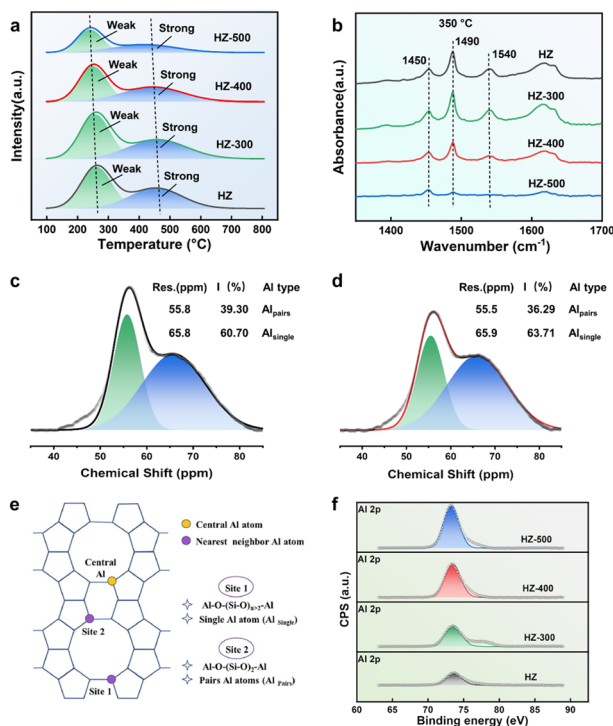 a
Weak
Strong
HZ-500
Weak
Strong
HZ-400
Weak
Strong
HZ-300
Weak
Strong
HZ
Intensity(a.u.)
100 200 300 400 500 600 700 800
Temperature (°C)
b
350 °C
1490
1450
1540
HZ
HZ-300
HZ-400
HZ-500
Absorbance(a.u.)
1400 1500 1600 1700
Wavenumber (cm-1)
c
Res.(ppm) I (%) Al type
55.8 39.30 Alpairs
65.8 60.70 Alsingle
35 40 50 60 70 80
Chemical Shift (ppm)
d
Res.(ppm) I (%) Al type
55.5 36.29 Alpairs
65.9 63.71 Alsingle
35 40 50 60 70 80
Chemical Shift (ppm)
e
Central Al atom
Nearest neighbor Al atom
Central
Al
Site 2
Site 1
Site 1
Al-O-(Si-O)n>2-Al
Single Al atom (Al Single)
Site 2
Al-O-(Si-O)2-Al
Pairs Al atoms (Al Pairs)
f
Al 2p
HZ-500
Al 2p
HZ-400
Al 2p
HZ-300
Al 2p
HZ
CPS (a.u.)
60 65 70 75 80 85 90
Binding energy (eV)